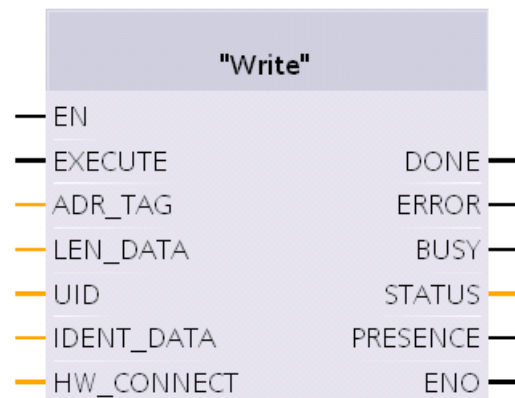 "Write"
EN
EXECUTE DONE
ADR_TAG ERROR
LEN_DATA BUSY
UID STATUS
IDENT_DATA PRESENCE
HW_CONNECT ENO